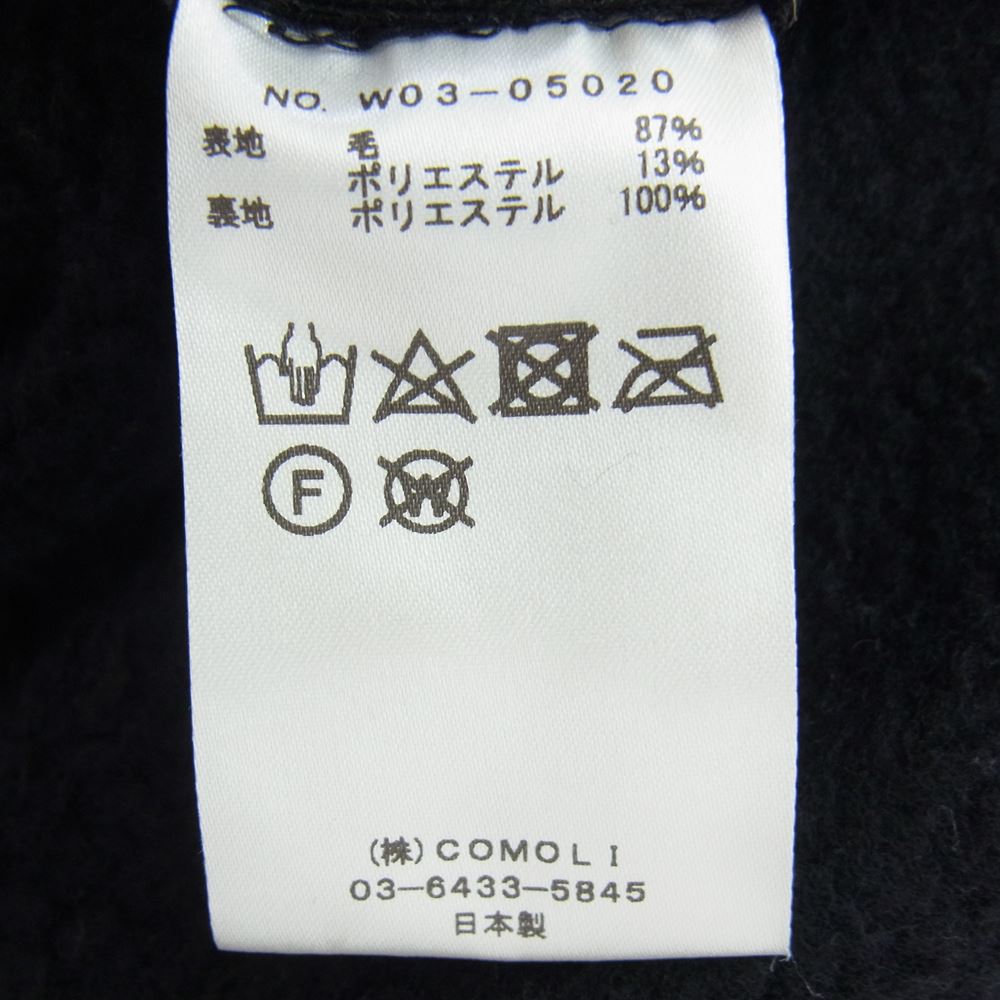 NO. W03-05020
表地 毛 87%
ポリエステル 13%
裏地 ポリエステル 100%
F W
(株)COMOLI
03-6433-5845
日本製